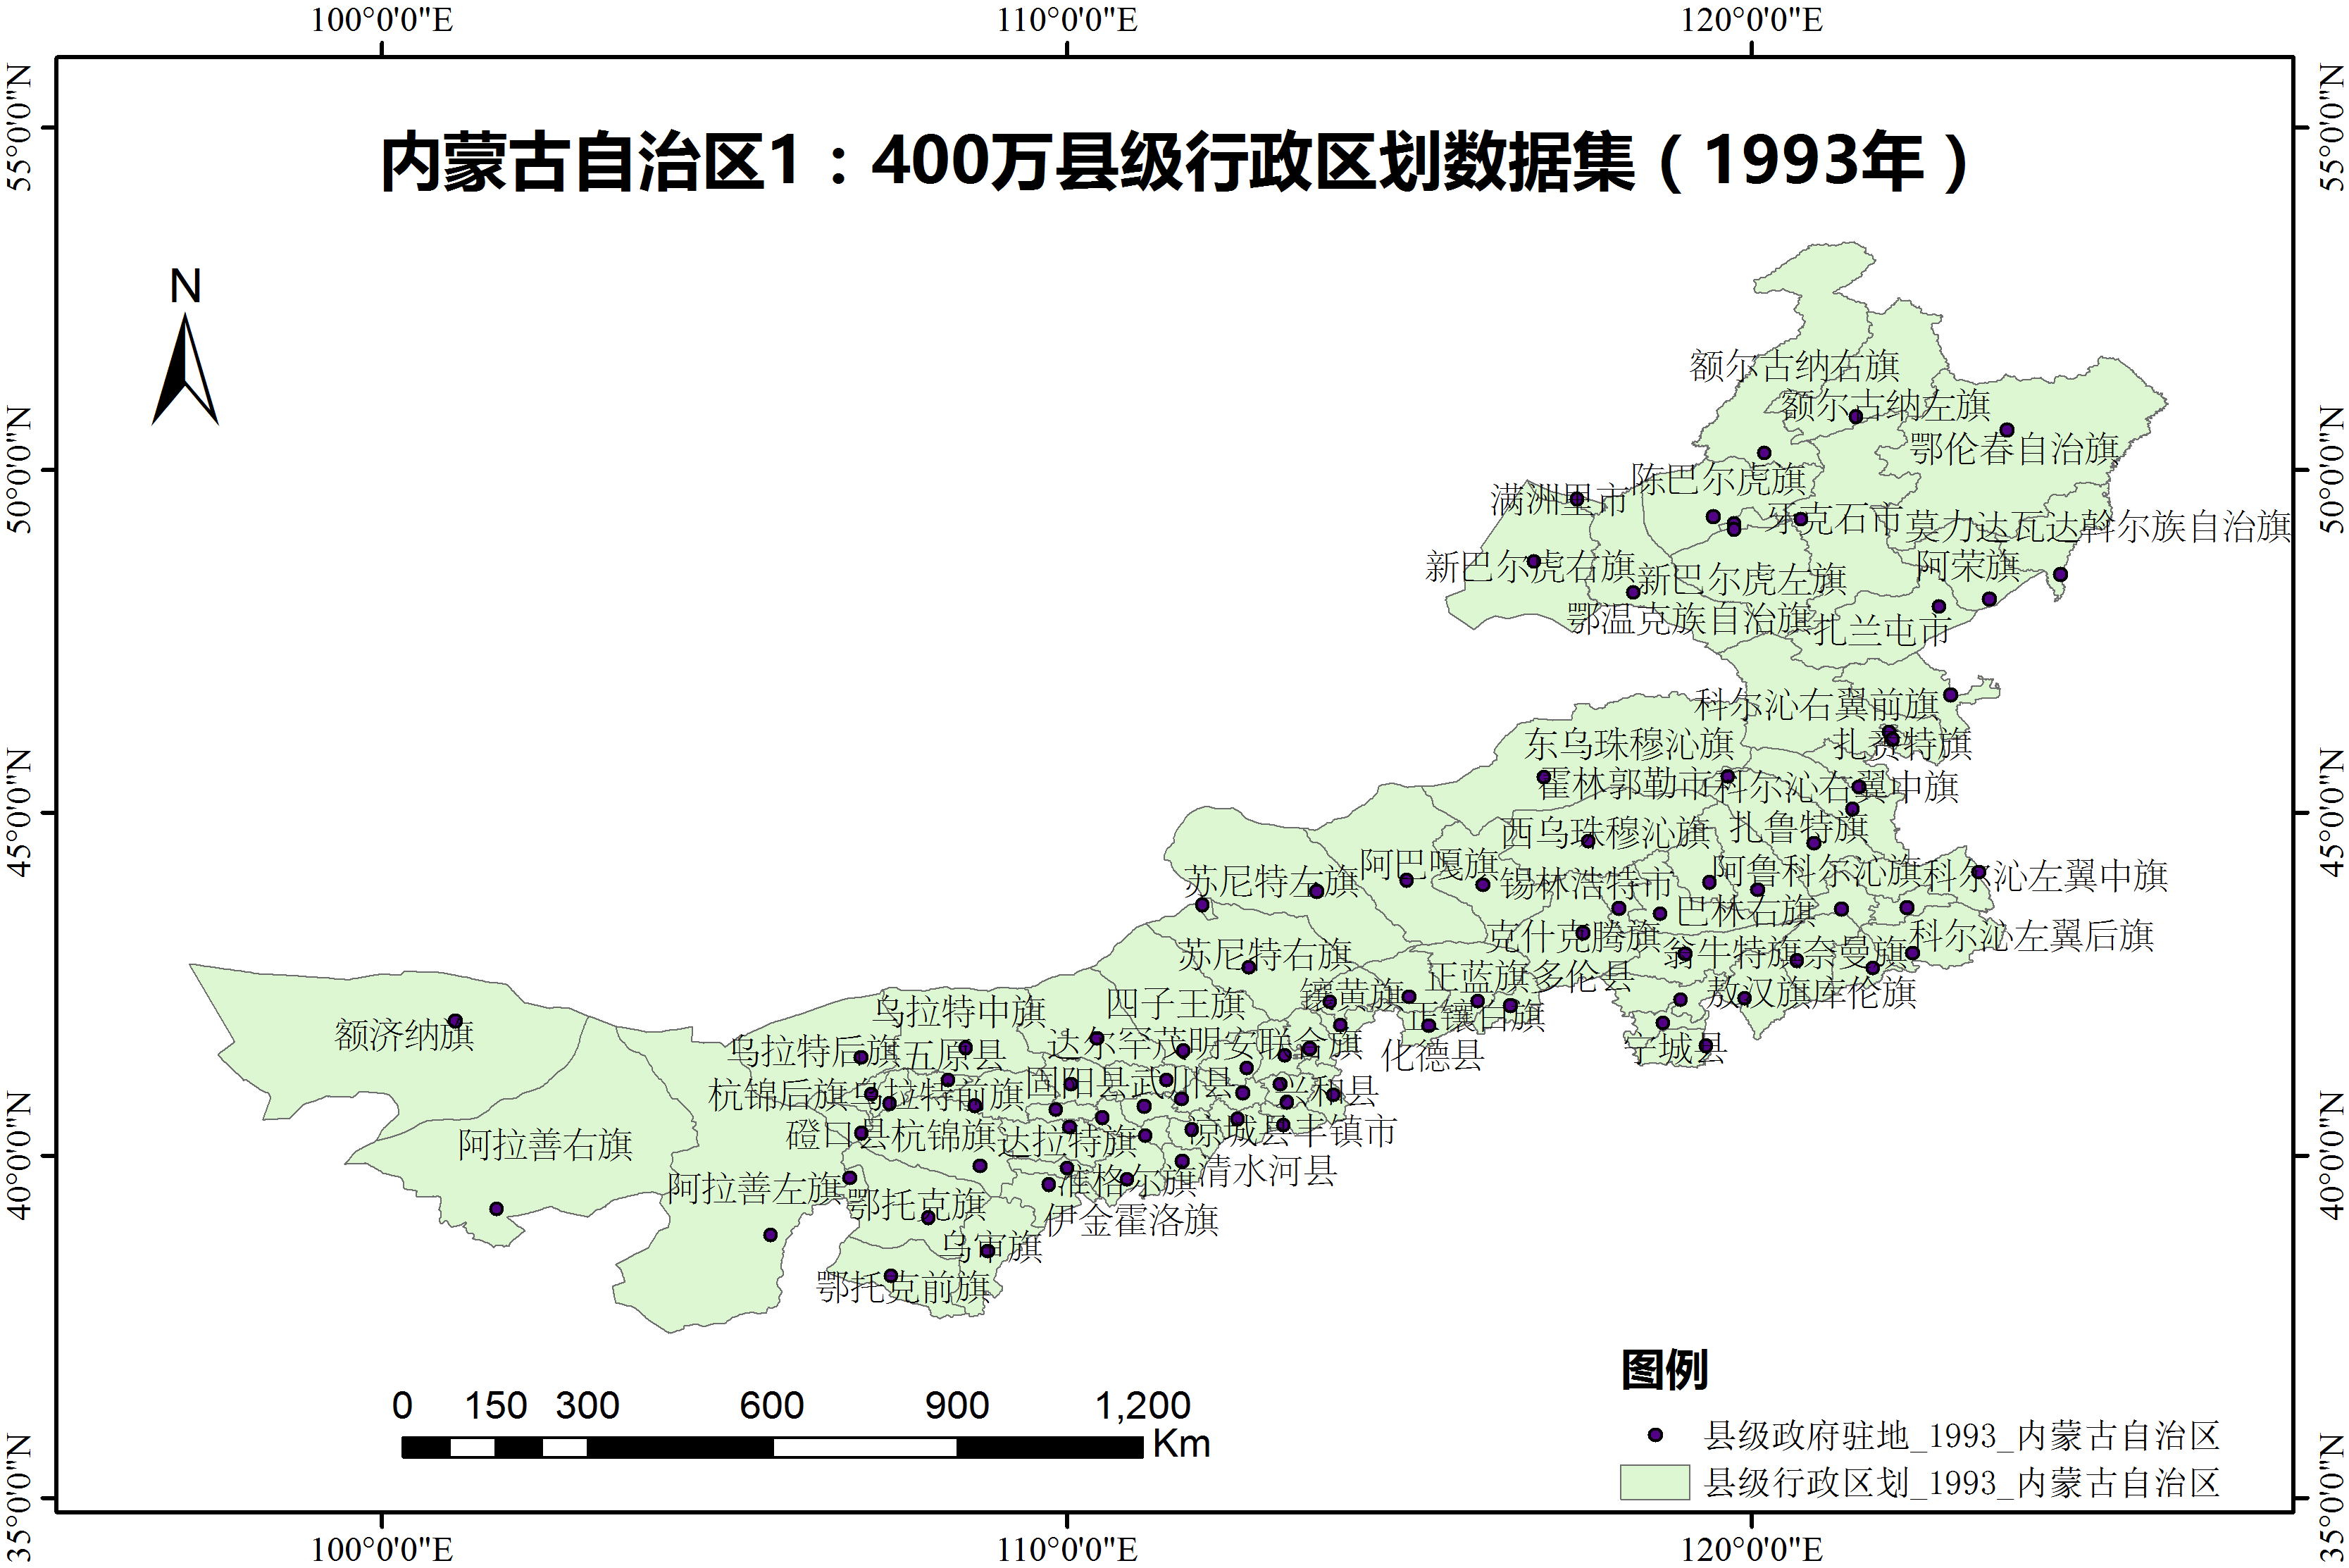 100°0'0"E 110°0'0"E 120°0'0"E
内蒙古自治区1：400万县级行政区划数据集（1993年）
N
55°0'0"N 55°0'0"N
50°0'0"N 50°0'0"N
45°0'0"N 45°0'0"N
40°0'0"N 40°0'0"N
35°0'0"N 35°0'0"N
额尔古纳右旗
额尔古纳左旗
鄂伦春自治旗
陈巴尔虎旗
满洲里市
牙克石市
莫力达瓦达斡尔族自治旗
新巴尔虎右旗
新巴尔虎左旗
阿荣旗
鄂温克族自治旗
扎兰屯市
科尔沁右翼前旗
东乌珠穆沁旗
扎赉特旗
霍林郭勒市
科尔沁右翼中旗
西乌珠穆沁旗
扎鲁特旗
阿巴嘎旗
苏尼特左旗
锡林浩特市
阿鲁科尔沁旗
科尔沁左翼中旗
巴林右旗
克什克腾旗
科尔沁左翼后旗
苏尼特右旗
翁牛特旗
奈曼旗
正蓝旗
多伦县
镶黄旗
敖汉旗
库伦旗
四子王旗
乌拉特中旗
正镶白旗
额济纳旗
达尔罕茂明安联合旗
乌拉特后旗
五原县
化德县
宁城县
杭锦后旗
乌拉特前旗
固阳县
武川县
兴和县
磴口县
杭锦旗
达拉特旗
凉城县
丰镇市
阿拉善右旗
清水河县
阿拉善左旗
鄂托克旗
准格尔旗
伊金霍洛旗
乌审旗
鄂托克前旗
图例
县级政府驻地_1993_内蒙古自治区
县级行政区划_1993_内蒙古自治区
0 150 300 600 900 1,200
Km
100°0'0"E 110°0'0"E 120°0'0"E